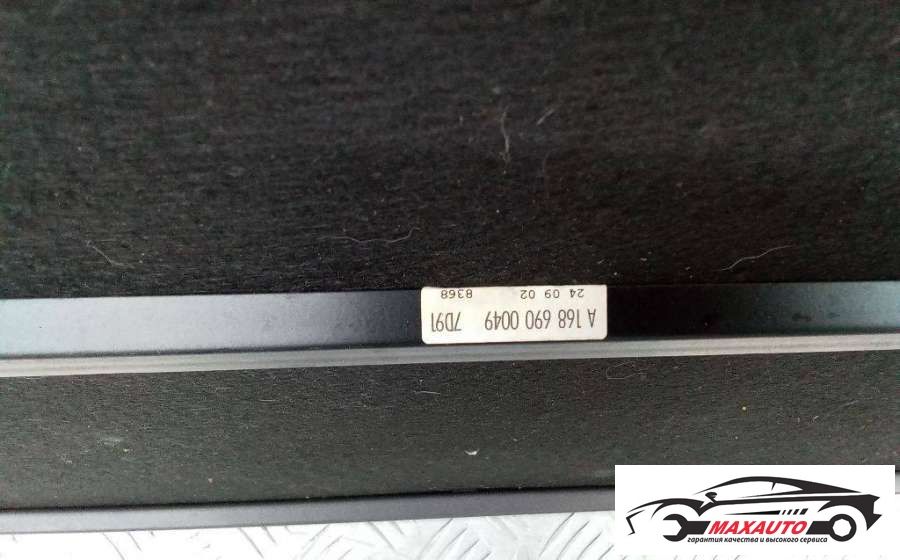 A 168 690 0049 7D91
24 09 02 8368
MAXAUTO
гарантия качества и высокого сервиса